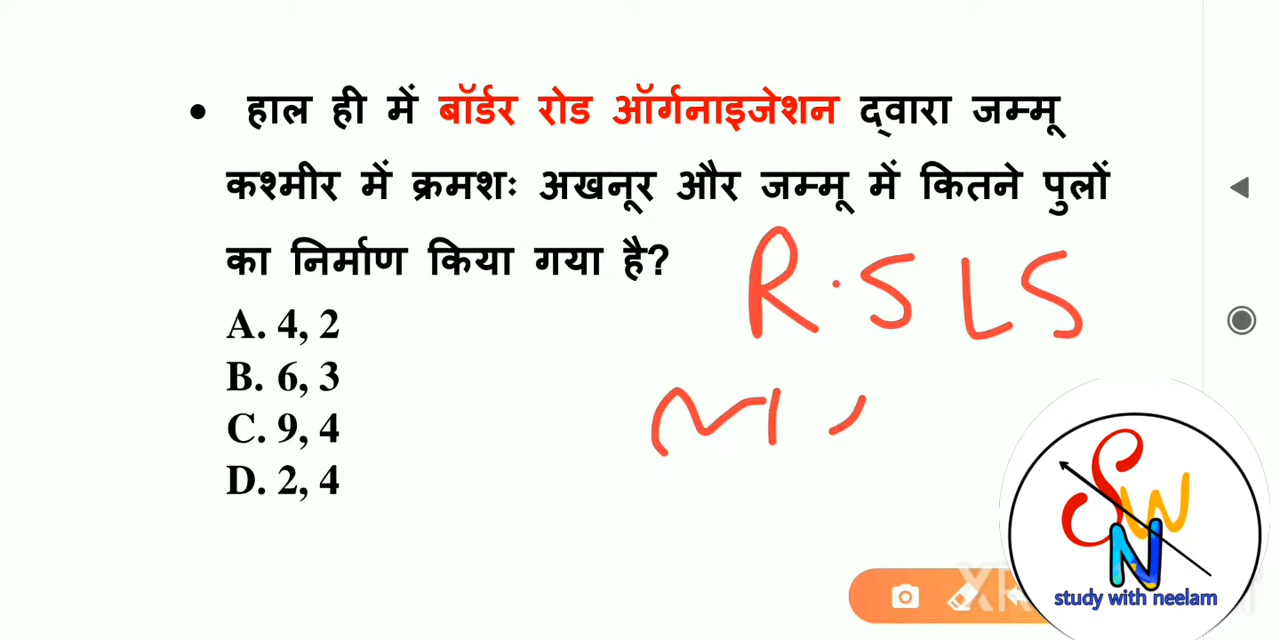 • हाल ही में बॉर्डर रोड ऑर्गनाइजेशन द्वारा जम्मू
कश्मीर में क्रमशः अखनूर और जम्मू में कितने पुलों
का निर्माण किया गया है?
R.SLS
A. 4, 2
B. 6, 3
C. 9, 4
D. 2, 4
SWN
study with neelam